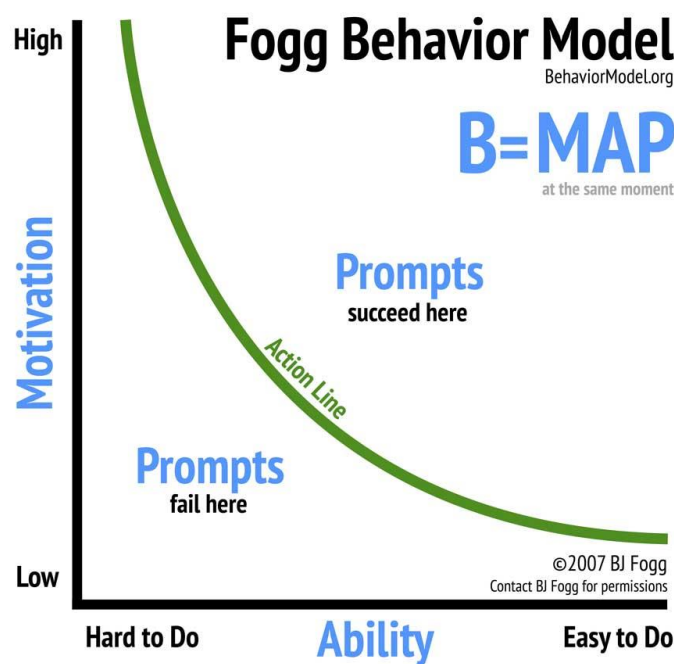 Fogg Behavior Model
BehaviorModel.org
B=MAP
at the same moment
High
Motivation
Low
Prompts
succeed here
Action Line
Prompts
fail here
©2007 BJ Fogg
Contact BJ Fogg for permissions
Hard to Do
Ability
Easy to Do